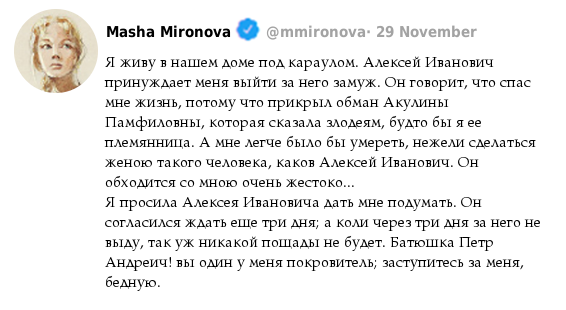 Masha Mironova @mmironova· 29 November
Я живу в нашем доме под караулом. Алексей Иванович
принуждает меня выйти за него замуж. Он говорит, что спас
мне жизнь, потому что прикрыл обман Акулины
Памфиловны, которая сказала злодеям, будто бы я ее
племянница. А мне легче было бы умереть, нежели сделаться
женою такого человека, каков Алексей Иванович. Он
обходится со мною очень жестоко...
Я просила Алексея Ивановича дать мне подумать. Он
согласился ждать еще три дня; а коли через три дня за него не
выду, так уж никакой пощады не будет. Батюшка Петр
Андреич! вы один у меня покровитель; заступитесь за меня,
бедную.